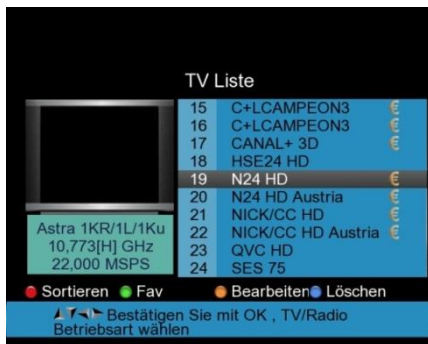 TV Liste
15 C+LCAMPEON3 €
16 C+LCAMPEON3 €
17 CANAL+ 3D €
18 HSE24 HD
19 N24 HD €
20 N24 HD Austria €
21 NICK/CC HD €
22 NICK/CC HD Austria €
23 QVC HD
24 SES 75
Astra 1KR/1L/1Ku
10,773[H] GHz
22,000 MSPS
Sortieren Fav Bearbeiten Löschen
Bestätigen Sie mit OK , TV/Radio
Betriebsart wählen